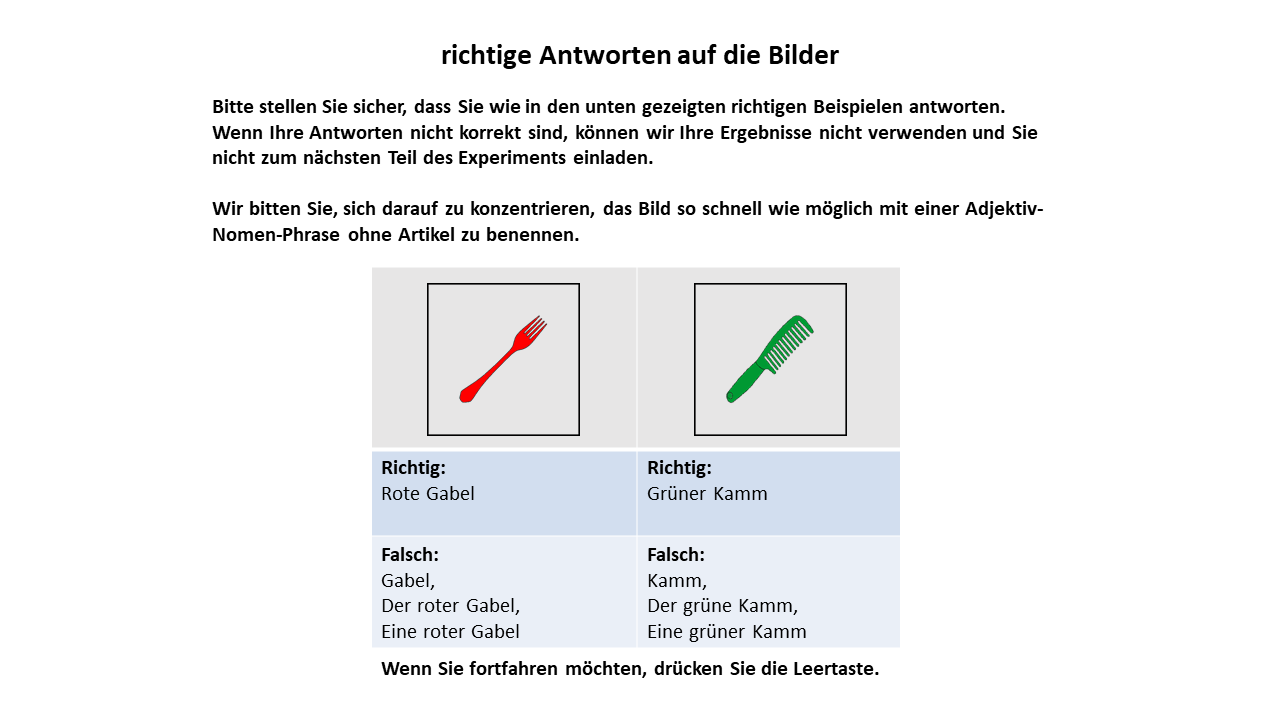 richtige Antworten auf die Bilder
Bitte stellen Sie sicher, dass Sie wie in den unten gezeigten richtigen Beispielen antworten.
Wenn Ihre Antworten nicht korrekt sind, können wir Ihre Ergebnisse nicht verwenden und Sie
nicht zum nächsten Teil des Experiments einladen.
Wir bitten Sie, sich darauf zu konzentrieren, das Bild so schnell wie möglich mit einer Adjektiv-
Nomen-Phrase ohne Artikel zu benennen.
Richtig:
Rote Gabel
Richtig:
Grüner Kamm
Falsch:
Gabel,
Der roter Gabel,
Eine roter Gabel
Falsch:
Kamm,
Der grüne Kamm,
Eine grüner Kamm
Wenn Sie fortfahren möchten, drücken Sie die Leertaste.